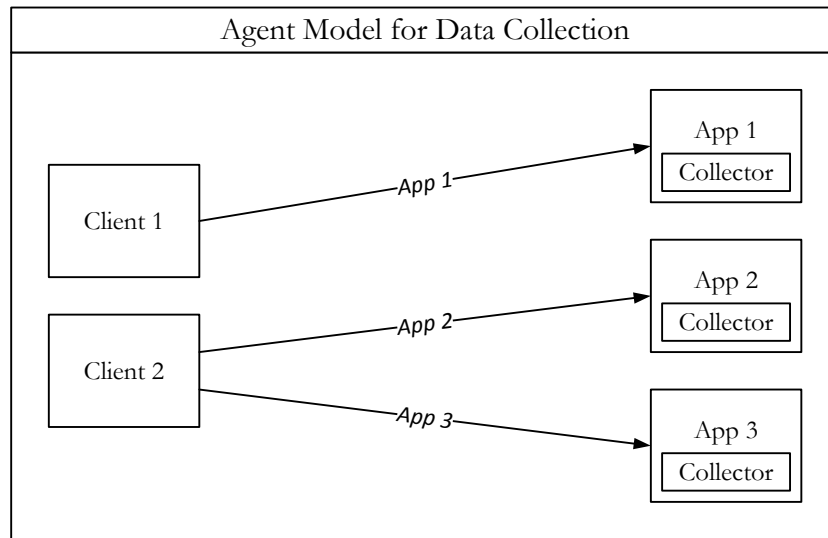 Agent Model for Data Collection
App 1
Collector
Client 1
App 1
App 2
Collector
Client 2
App 2
App 3
App 3
Collector